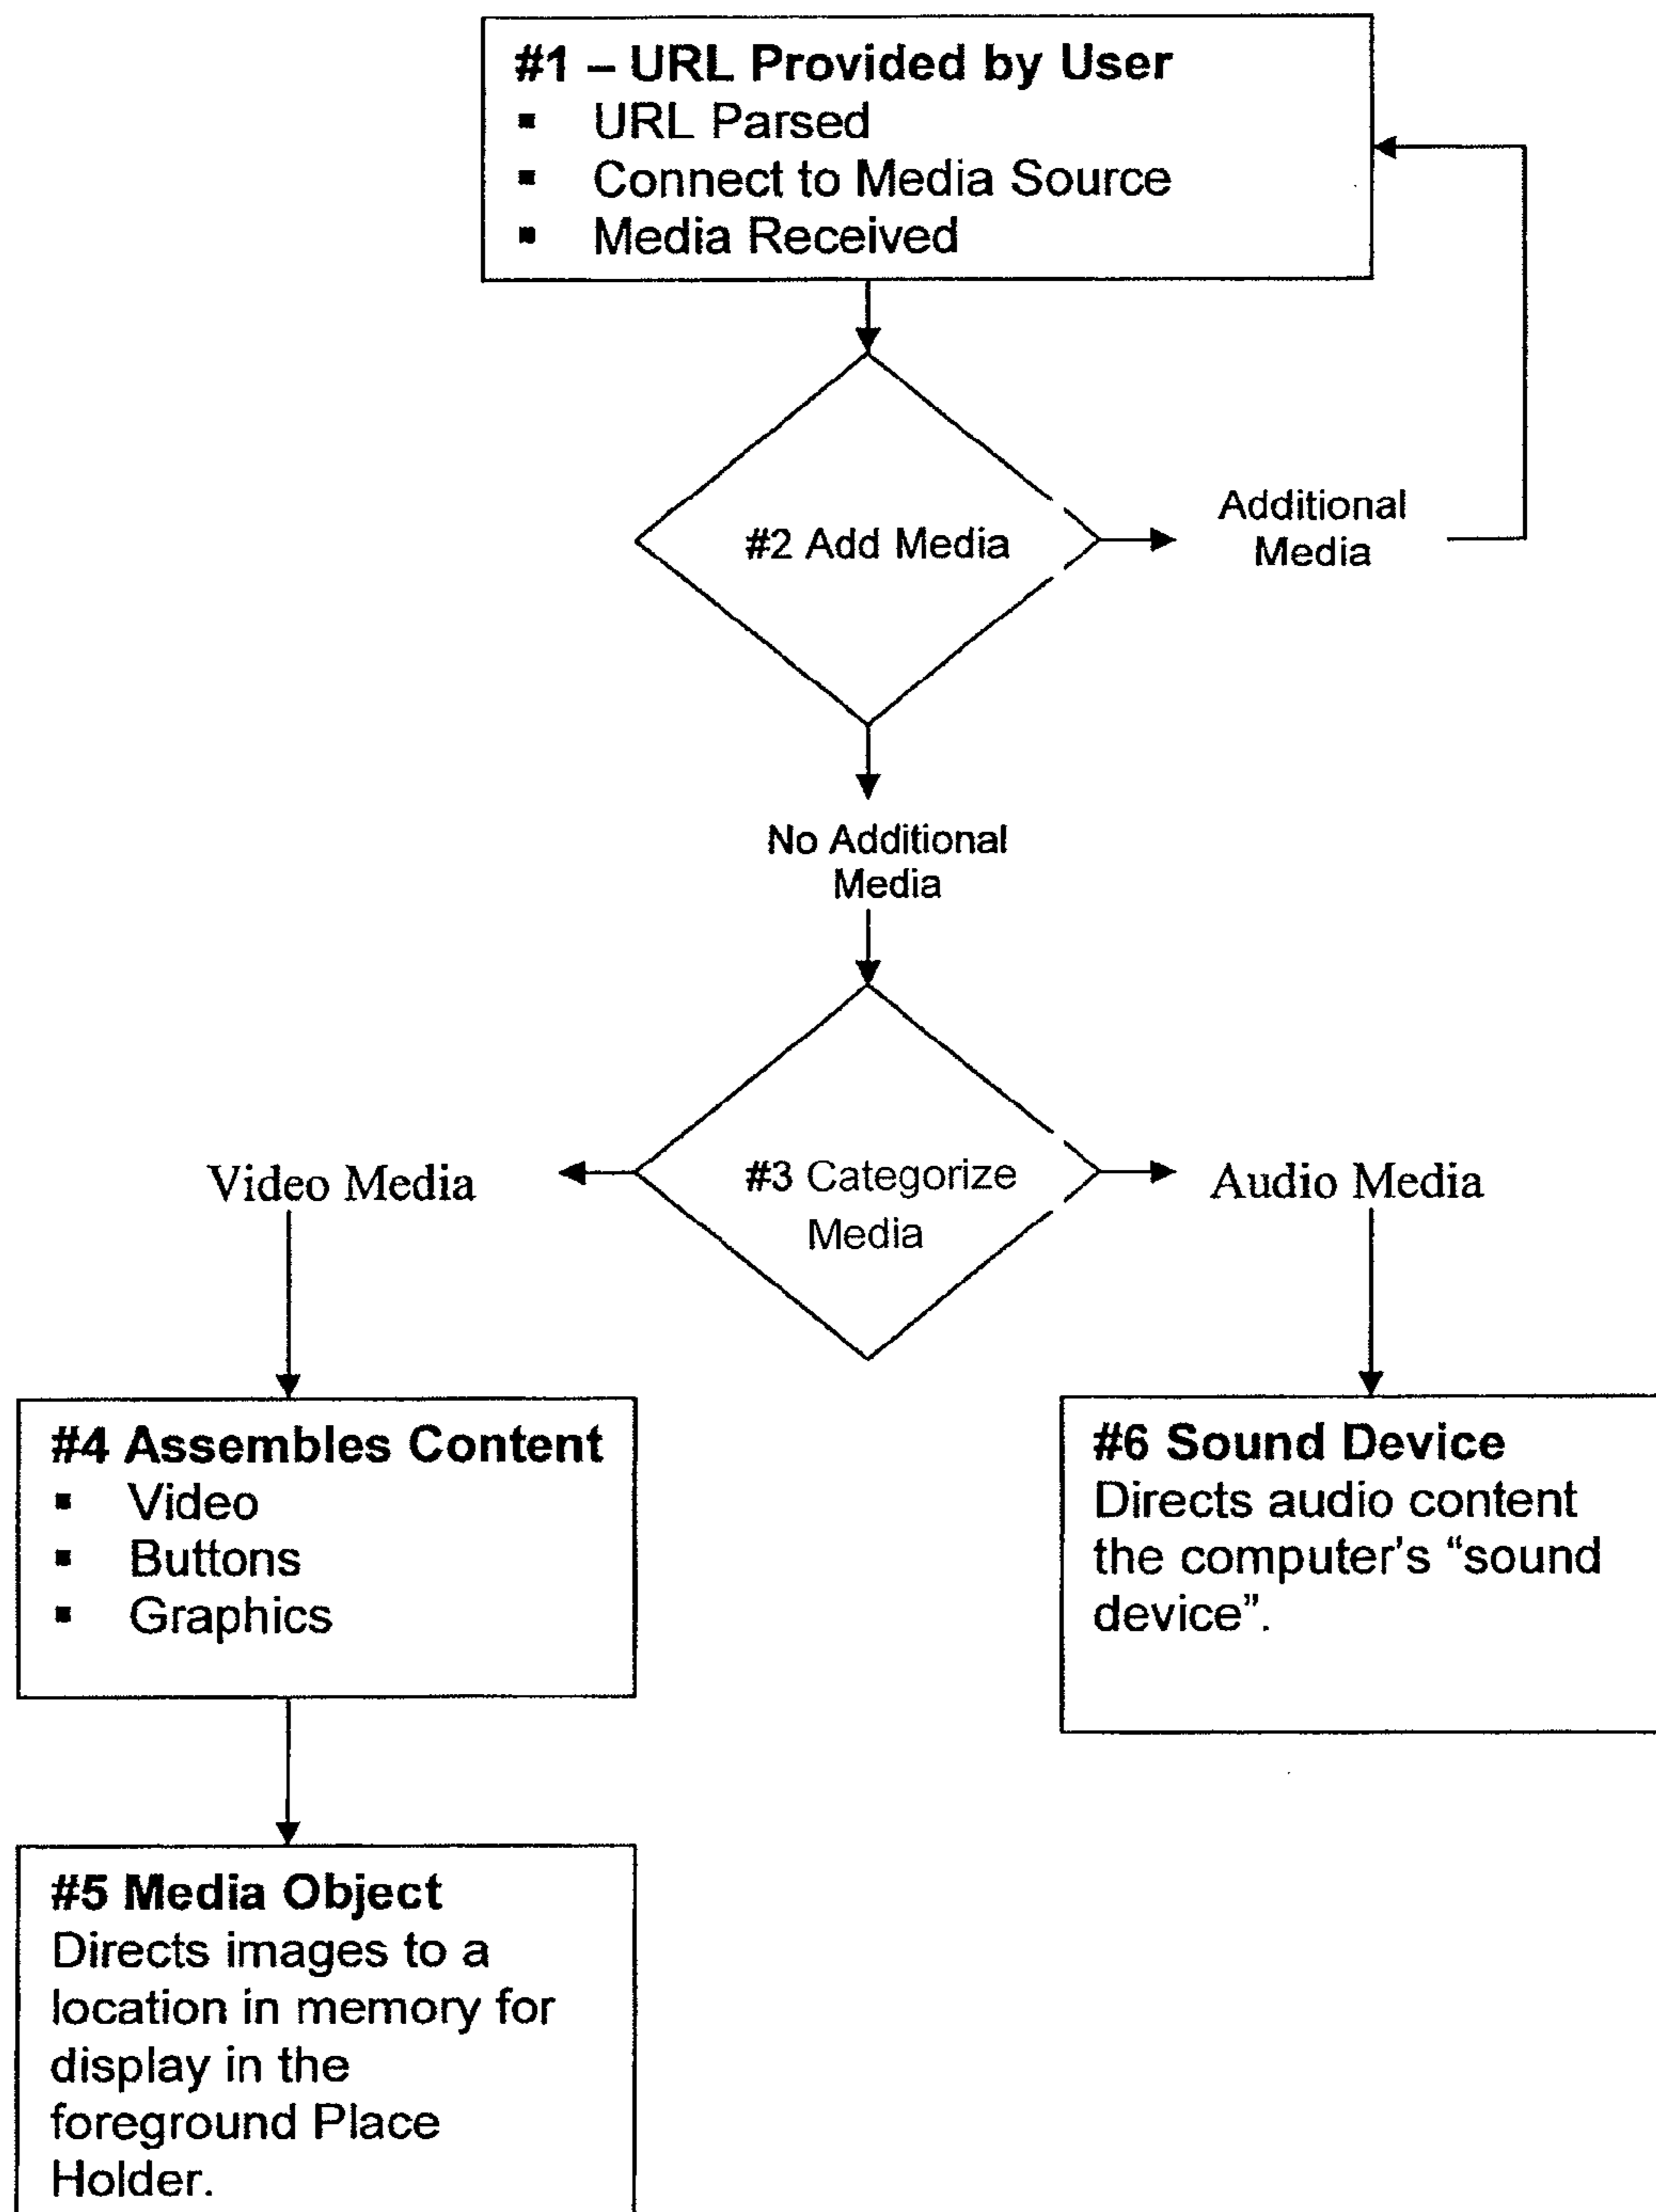 #1 – URL Provided by User
▪ URL Parsed
▪ Connect to Media Source
▪ Media Received
#2 Add Media
Additional
Media
No Additional
Media
#3 Categorize
Media
Video Media
Audio Media
#4 Assembles Content
▪ Video
▪ Buttons
▪ Graphics
#6 Sound Device
Directs audio content
the computer's “sound
device”.
#5 Media Object
Directs images to a
location in memory for
display in the
foreground Place
Holder.